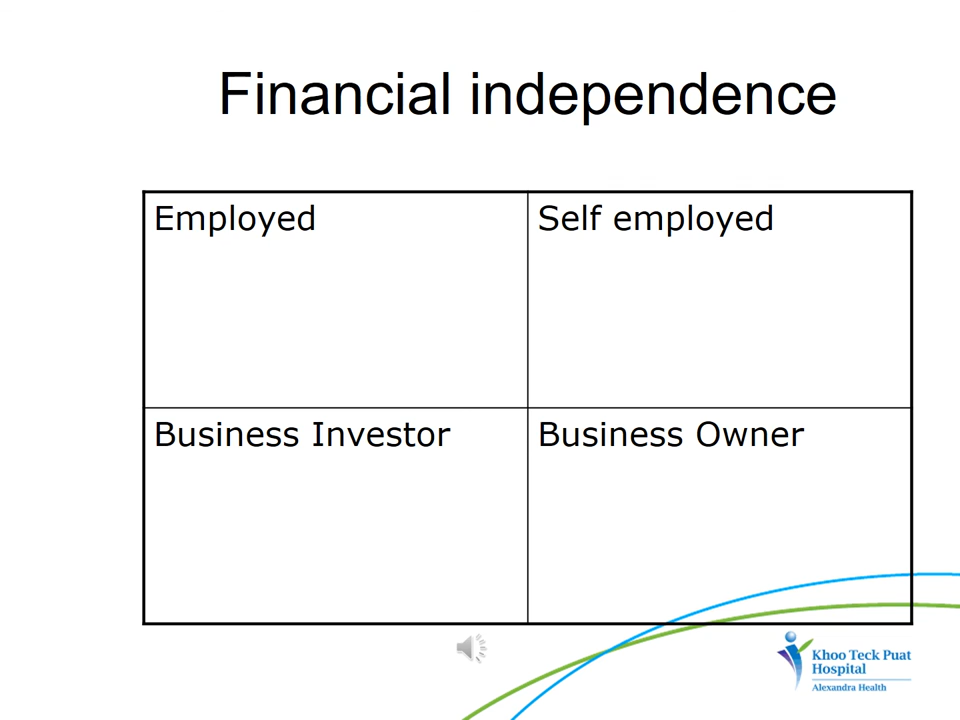 Financial independence
Employed
Self employed
Business Investor
Business Owner
Khoo Teck Puat
Hospital
Alexandra Health